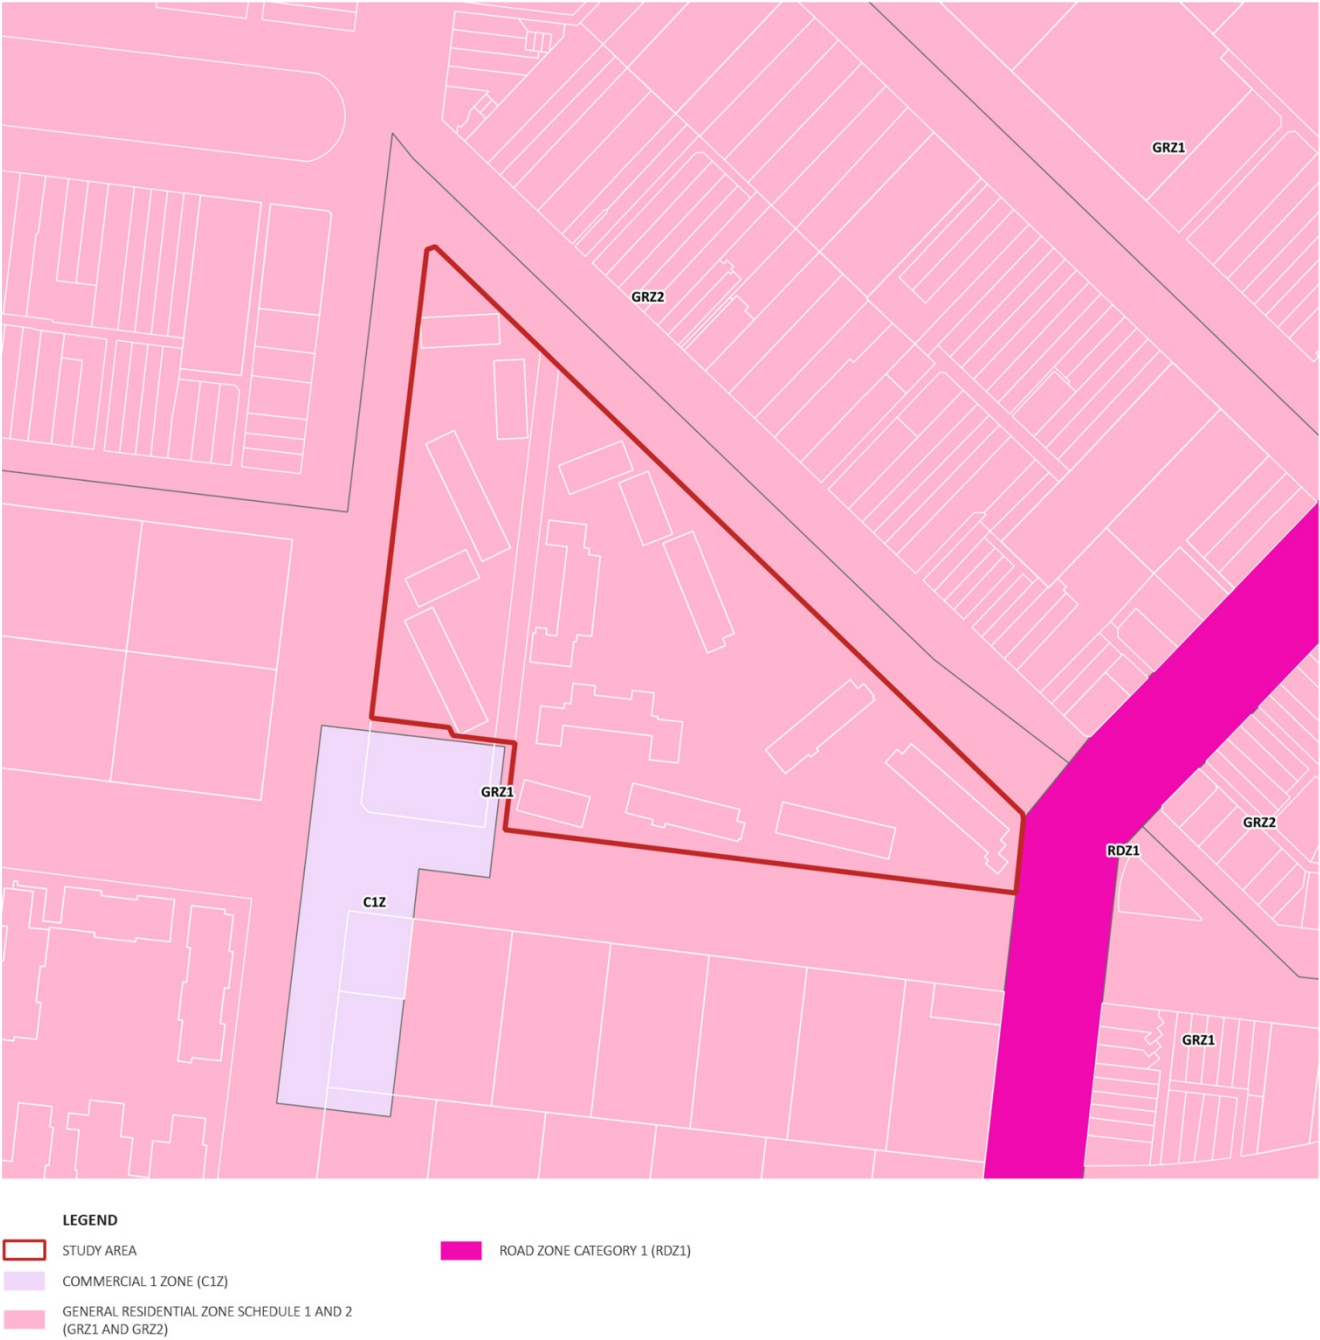 GRZ1
GRZ2
GRZ1
GRZ2
RDZ1
C1Z
GRZ1
LEGEND
STUDY AREA
ROAD ZONE CATEGORY 1 (RDZ1)
COMMERCIAL 1 ZONE (C1Z)
GENERAL RESIDENTIAL ZONE SCHEDULE 1 AND 2
(GRZ1 AND GRZ2)